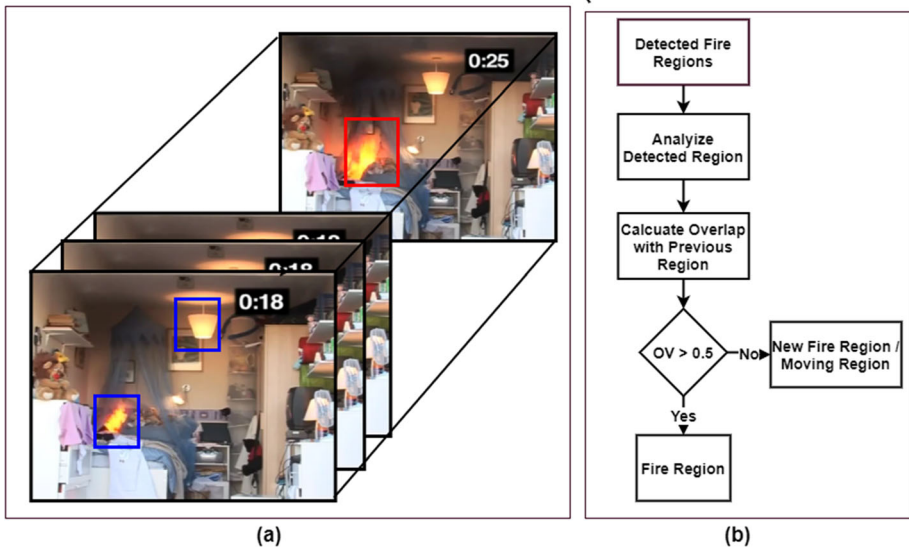 0:25
0:18
0:18
0:18
(a)
Detected Fire
Regions
Analyize
Detected Region
Calcuate Overlap
with Previous
Region
OV > 0.5
No
New Fire Region /
Moving Region
Yes
Fire Region
(b)